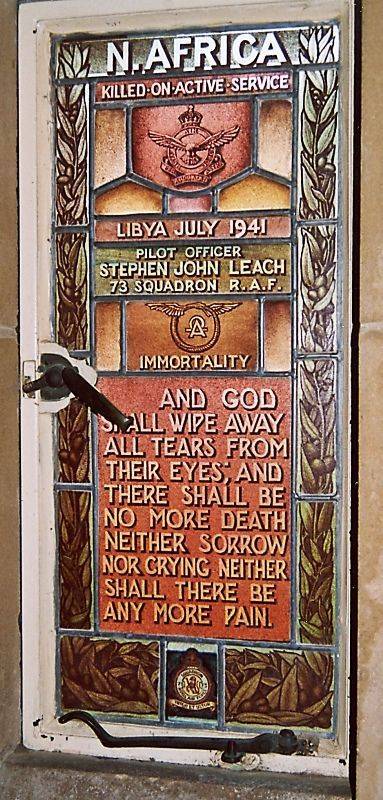 N. AFRICA
KILLED·ON·ACTIVE·SERVICE
LIBYA JULY 1941
PILOT OFFICER
STEPHEN JOHN LEACH
73 SQUADRON R.A.F.
IMMORTALITY
AND GOD
SHALL WIPE AWAY
ALL TEARS FROM
THEIR EYES; AND
THERE SHALL BE
NO MORE DEATH
NEITHER SORROW
NOR CRYING NEITHER
SHALL THERE BE
ANY MORE PAIN.